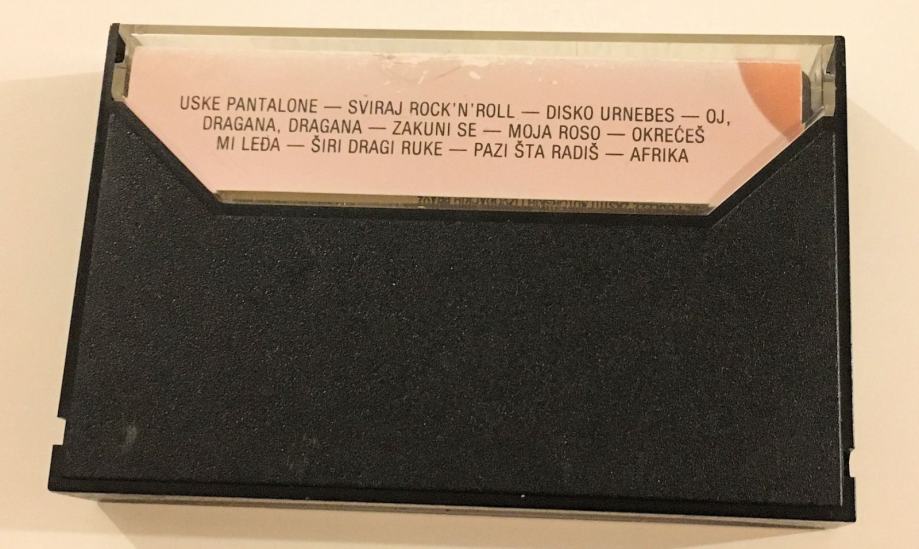 USKE PANTALONE — SVIRAJ ROCK'N'ROLL — DISKO URNEBES — OJ,
DRAGANA, DRAGANA — ZAKUNI SE — MOJA ROSO — OKREĆEŠ
MI LEĐA — ŠIRI DRAGI RUKE — PAZI ŠTA RADIŠ — AFRIKA